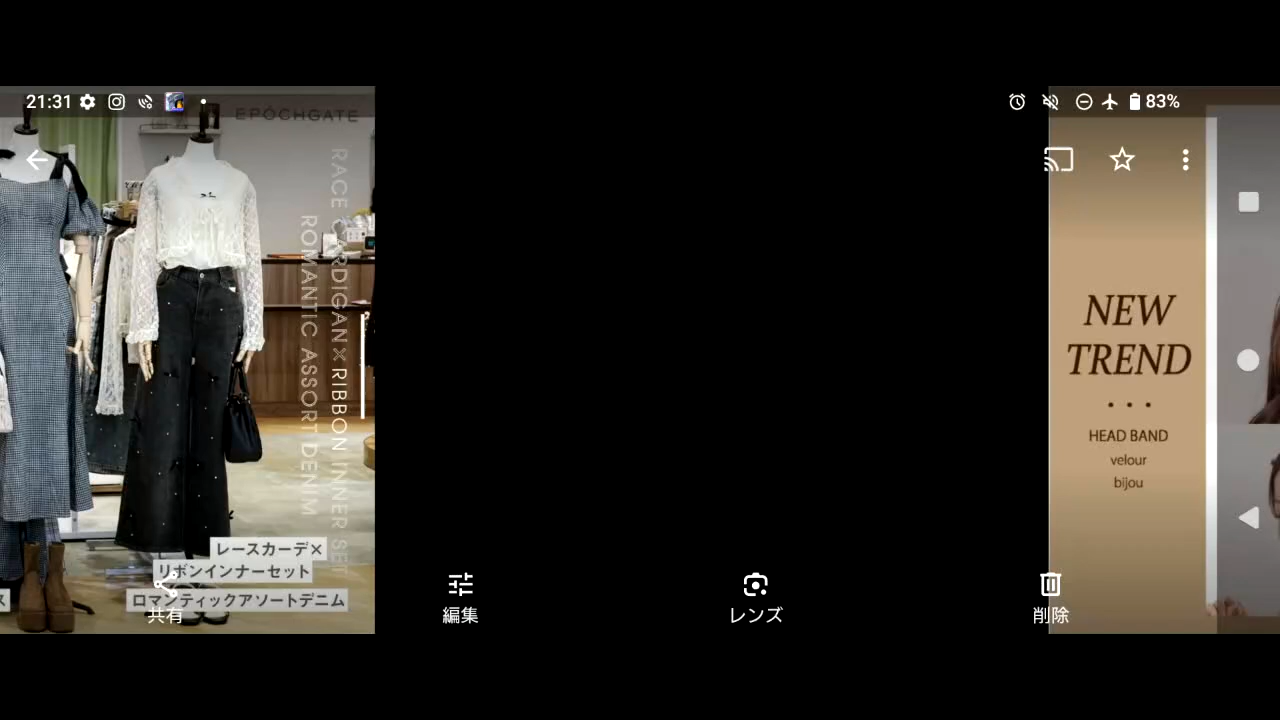 21:31
83%
EPOCHGATE
RACE CARDIGAN×RIBBON INNER SET
ROMANTIC ASSORT DENIM
レースカーデ×
リボンインナーセット
ロマンティックアソートデニム
ス
NEW
TREND
• • •
HEAD BAND
velour
bijou
共有
編集
レンズ
削除